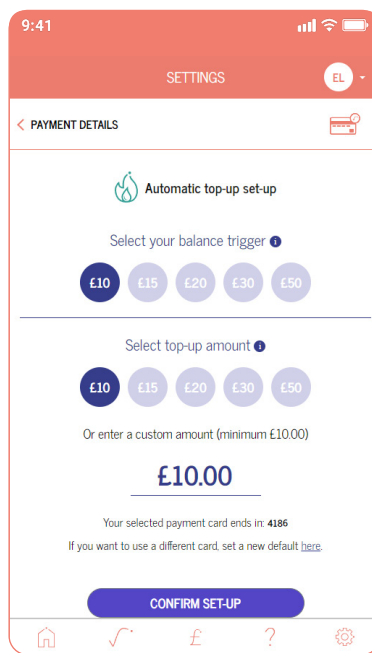 9:41
SETTINGS
EL
PAYMENT DETAILS
Automatic top-up set-up
Select your balance trigger i
£10 £15 £20 £30 £50
Select top-up amount i
£10 £15 £20 £30 £50
Or enter a custom amount (minimum £10.00)
£10.00
Your selected payment card ends in: 4186
If you want to use a different card, set a new default here.
CONFIRM SET-UP
£ ?